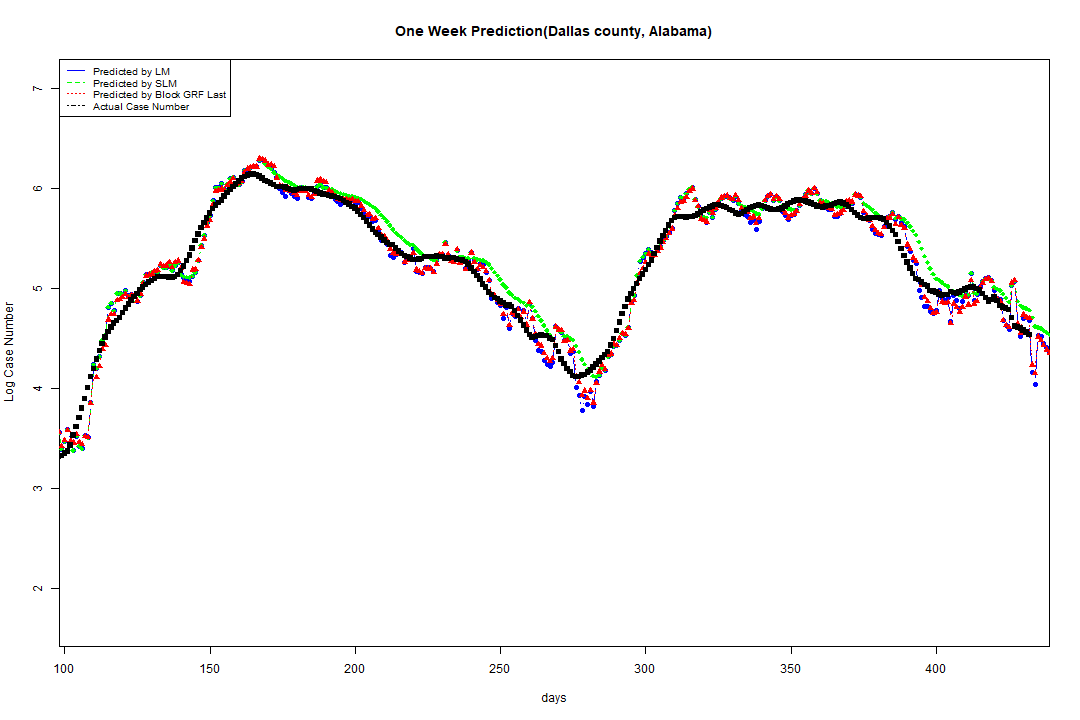 One Week Prediction(Dallas county, Alabama)
Predicted by LM
Predicted by SLM
Predicted by Block GRF Last
Actual Case Number
7
6
5
4
3
2
Log Case Number
100 150 200 250 300 350 400
days